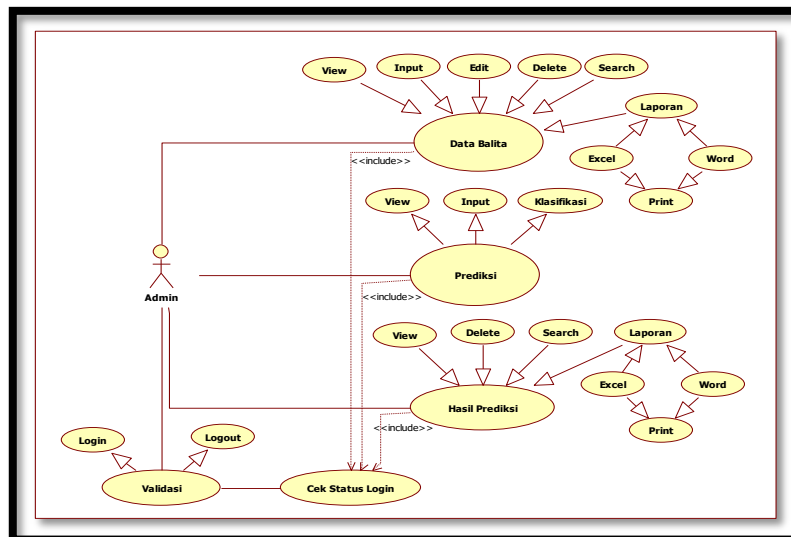 View
Input
Edit
Delete
Search
Laporan
Data Balita
<<include>>
Excel
Word
Print
View
Input
Klasifikasi
Prediksi
<<include>>
Admin
View
Delete
Search
Laporan
Excel
Word
Hasil Prediksi
<<include>>
Print
Login
Logout
Validasi
Cek Status Login